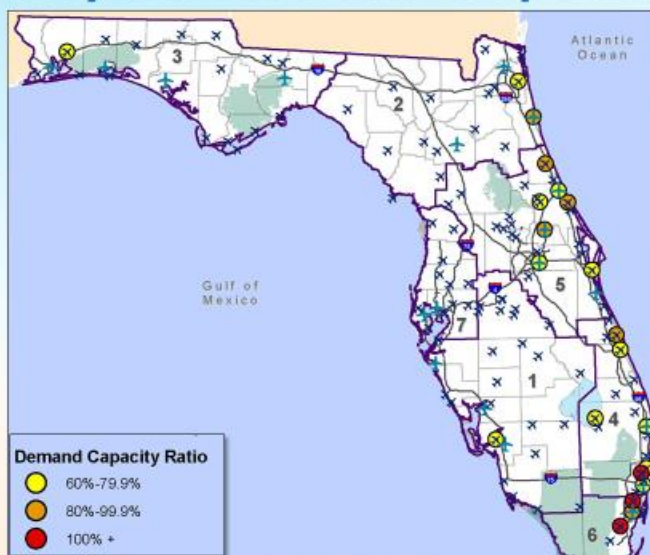 Atlantic
Ocean
3
2
5
Gulf of
Mexico
7
1
4
6
Demand Capacity Ratio
60%-79.9%
80%-99.9%
100% +